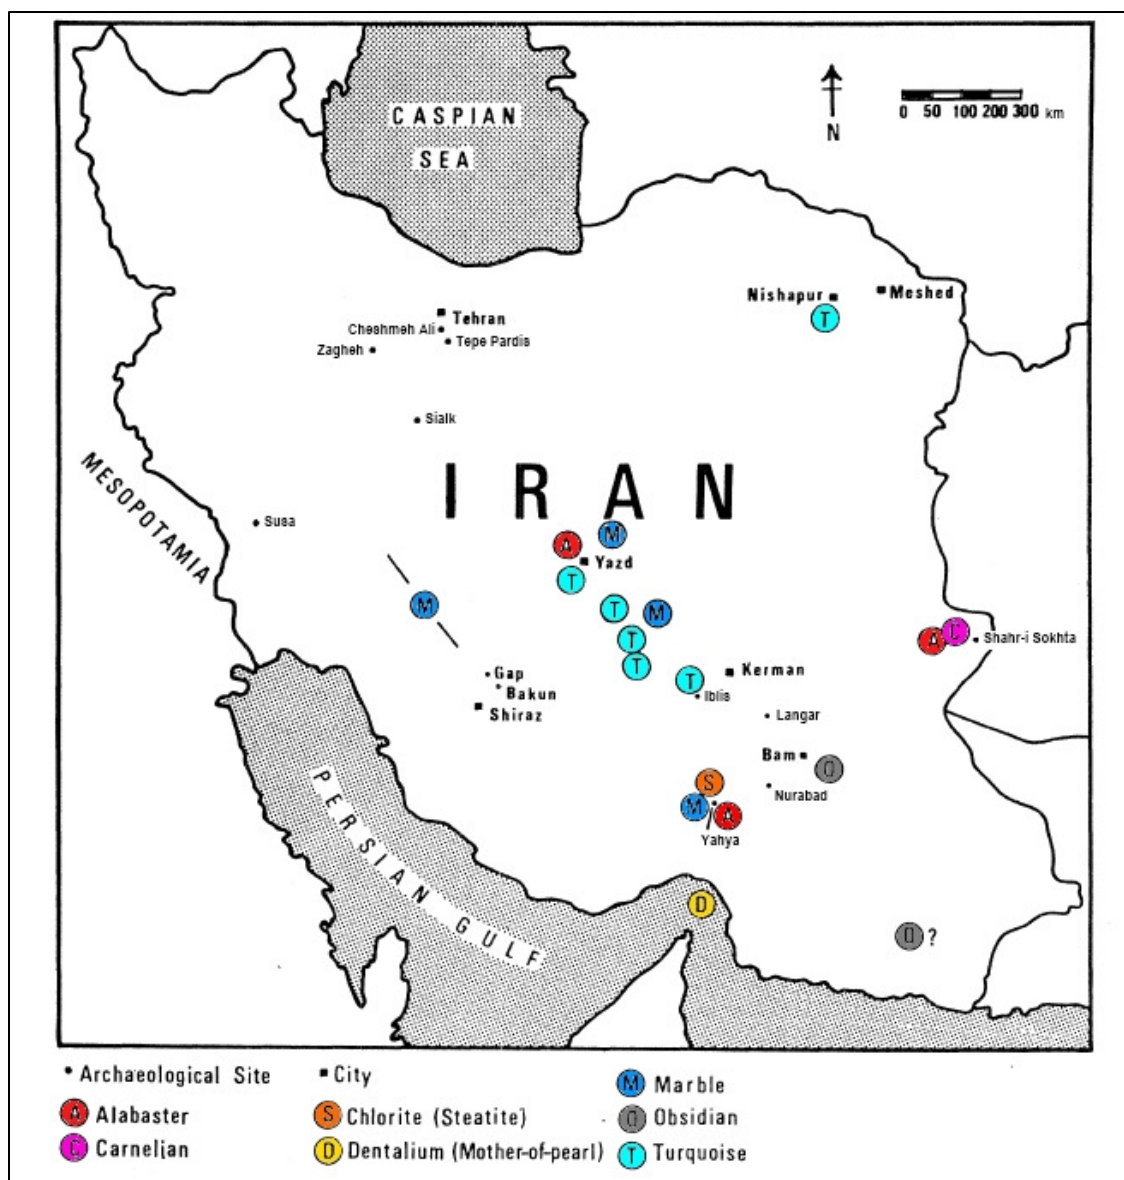 CASPIAN
SEA
N
0 50 100 200 300 km
Nishapur
Meshed
T
Tehran
Cheshmeh Ali
Tepe Pardis
Zagheh
Sialk
IRAN
MESOPOTAMIA
Susa
A
M
Yazd
T
T
M
M
T
T
T
A
C
Shahr-i Sokhta
Gap
Bakun
Shiraz
Kerman
Iblis
Langar
Bam
O
Nurabad
S
M
A
Yahya
PERSIAN GULF
D
O ?
Archaeological Site
City
M Marble
A Alabaster
S Chlorite (Steatite)
O Obsidian
C Carnelian
D Dentalium (Mother-of-pearl)
T Turquoise